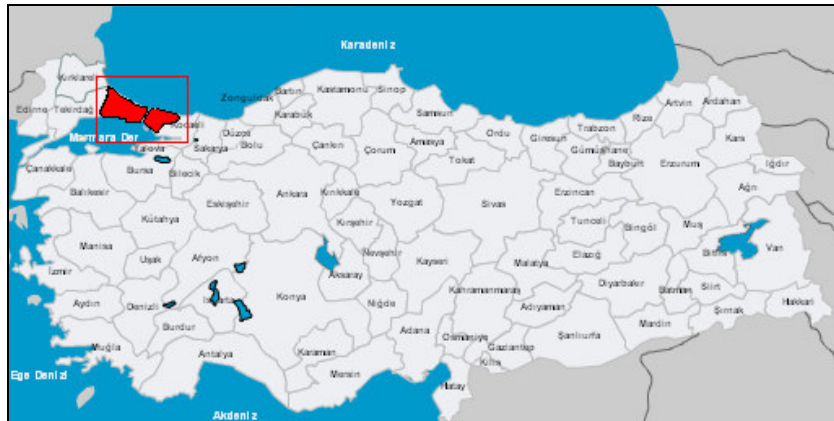 Karadeniz
Kırklareli
Edirne
Tekirdağ
Marmara Der
Kocaeli
Yalova
Sakarya
Düzce
Bolu
Zonguldak
Bartın
Karabük
Kastamonu
Sinop
Samsun
Ordu
Giresun
Trabzon
Rize
Artvin
Ardahan
Kars
Gümüşhane
Bayburt
Erzurum
Iğdır
Ağrı
Çanakkale
Bursa
Bilecik
Çankırı
Çorum
Amasya
Tokat
Balıkesir
Eskişehir
Ankara
Kırıkkale
Yozgat
Sivas
Erzincan
Tunceli
Bingöl
Muş
Kütahya
Kırşehir
Manisa
Uşak
Afyon
Nevşehir
Kayseri
Malatya
Elazığ
Bitlis
Van
İzmir
Aksaray
Konya
Niğde
Kahramanmaraş
Diyarbakır
Batman
Siirt
Aydın
Denizli
Isparta
Adıyaman
Şırnak
Hakkari
Burdur
Adana
Osmaniye
Gaziantep
Şanlıurfa
Mardin
Muğla
Antalya
Karaman
Mersin
Kilis
Hatay
Ege Denizi
Akdeniz